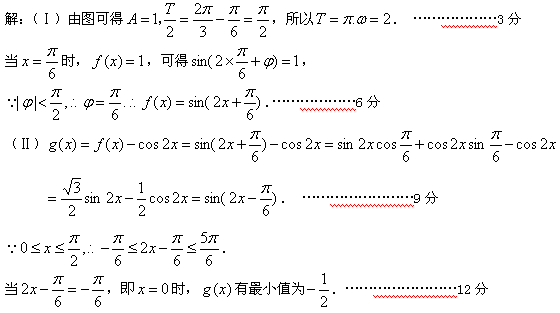 解：(Ⅰ) 由图可得 A=1, T/2 = 2π/3 − π/6 = π/2, 所以 T=π.ω=2. ………………3 分
当 x = π/6 时, f(x)=1, 可得 sin(2×π/6+φ)=1,
∵|φ|<π/2, ∴φ=π/6.∴ f(x)=sin(2x+π/6). ………………6 分
(Ⅱ) g(x)=f(x)−cos 2x=sin(2x+π/6)−cos 2x=sin 2x cos π/6+cos2x sin π/6−cos 2x
=√3/2 sin 2x−1/2 cos 2x=sin(2x−π/6). ……………………9 分
∵0≤x≤π/2,∴−π/6≤2x−π/6≤5π/6.
当2x−π/6=−π/6, 即 x=0时, g(x)有最小值为−1/2. ……………………12 分